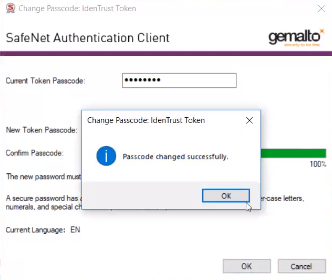 Change Passcode: IdenTrust Token
SafeNet Authentication Client
gemalto
security to be free
Current Token Passcode:
••••••••
Change Passcode: IdenTrust Token
New Token Passcode:
Passcode changed successfully.
Confirm Passcode:
100%
The new password must
OK
A secure password has a
er-case letters,
numerals, and special ch
Current Language: EN
OK
Cancel